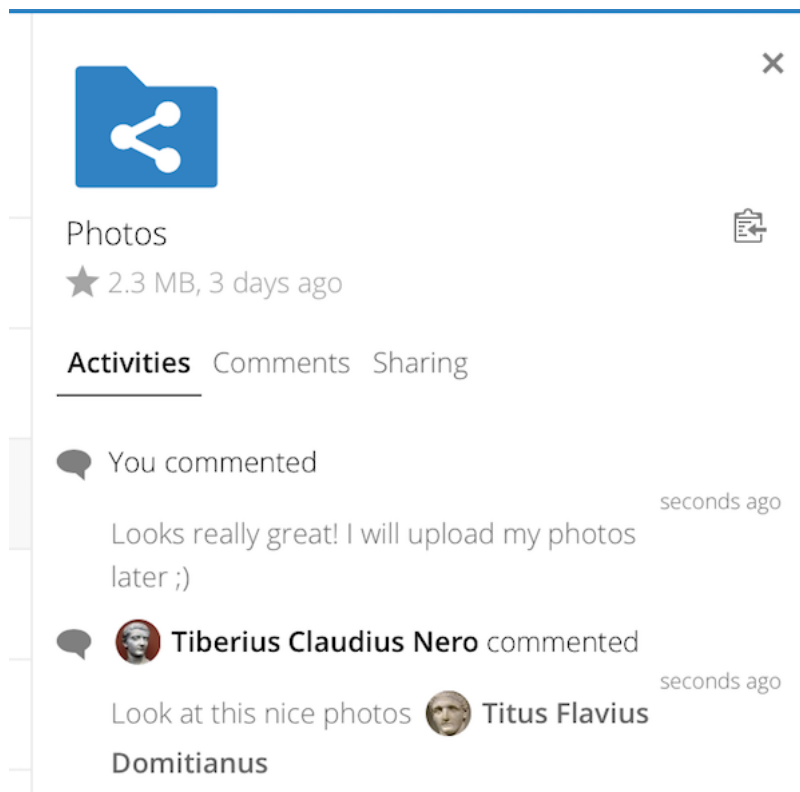 Photos
2.3 MB, 3 days ago
Activities Comments Sharing
You commented
seconds ago
Looks really great! I will upload my photos
later ;)
Tiberius Claudius Nero commented
seconds ago
Look at this nice photos Titus Flavius
Domitianus